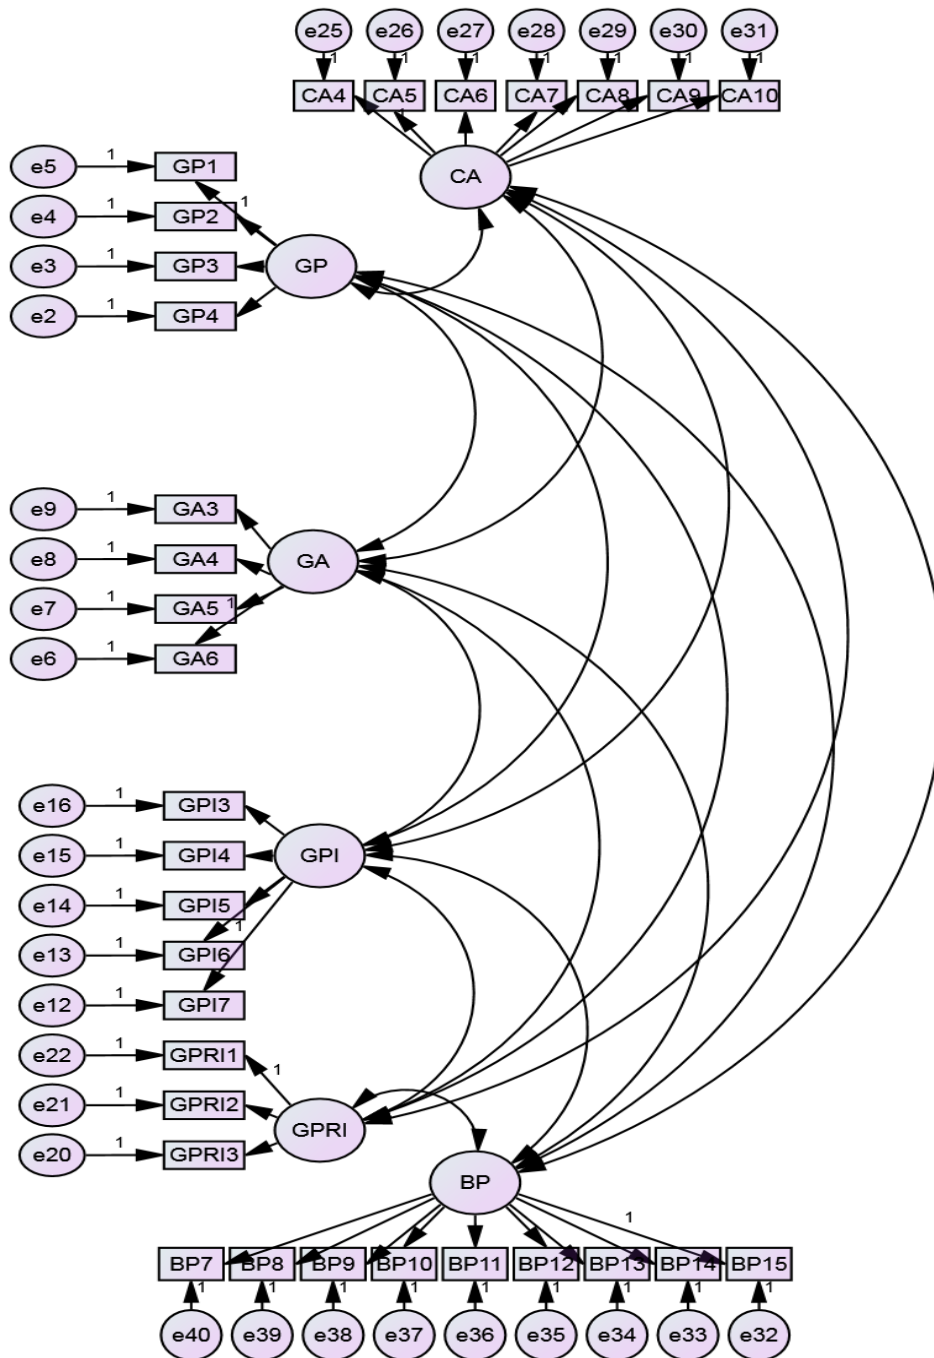 e25 e26 e27 e28 e29 e30 e31
1 1 1 1 1 1 1
CA4 CA5 CA6 CA7 CA8 CA9 CA10
1
CA
e5 1 GP1
e4 1 GP2 1
GP
e3 1 GP3
e2 1 GP4
e9 1 GA3
e8 1 GA4
GA
e7 1 GA5 1
e6 1 GA6
e16 1 GPI3
e15 1 GPI4 GPI
e14 1 GPI5
1
e13 1 GPI6
e12 1 GPI7
e22 1 GPRI1
1
e21 1 GPRI2
GPRI
e20 1 GPRI3
BP
1
BP7 BP8 BP9 BP10 BP11 BP12 BP13 BP14 BP15
1 1 1 1 1 1 1 1 1
e40 e39 e38 e37 e36 e35 e34 e33 e32